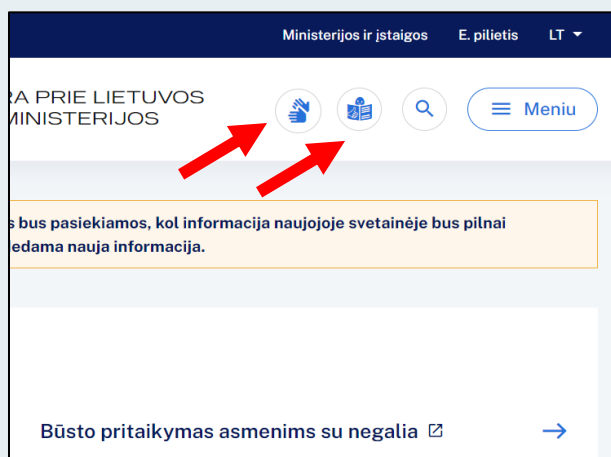 Ministerijos ir įstaigos E. pilietis LT
RA PRIE LIETUVOS
MINISTERIJOS
Meniu
s bus pasiekiamos, kol informacija naujojoje svetainėje bus pilnai
dedama nauja informacija.
Būsto pritaikymas asmenims su negalia